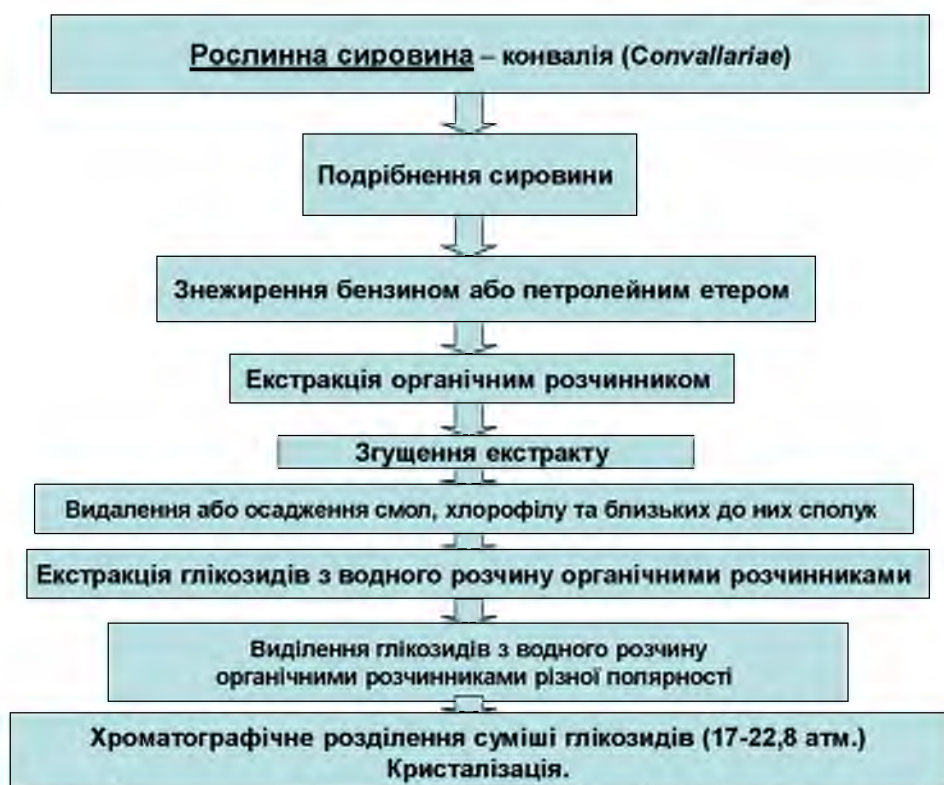 Рослинна сировина – конвалія (Convallariae)
Подрібнення сировини
Знежирення бензином або петролейним етером
Екстракція органічним розчинником
Згущення екстракту
Видалення або осадження смол, хлорофілу та близьких до них сполук
Екстракція глікозидів з водного розчину органічними розчинниками
Виділення глікозидів з водного розчину
органічними розчинниками різної полярності
Хроматографічне розділення суміші глікозидів (17-22,8 атм.)
Кристалізація.